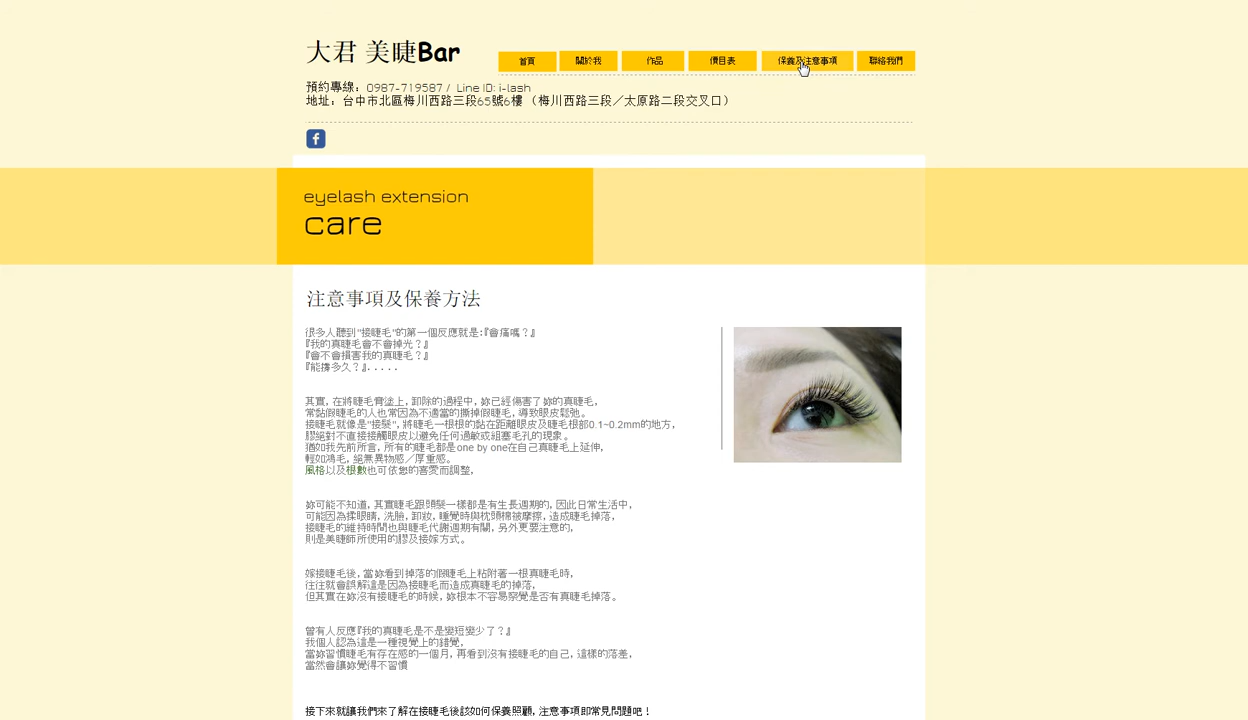 大君 美睫Bar
首頁 關於我 作品 價目表 保養及注意事項 聯絡我們
預約專線：0987-719587 / Line ID: i-lash
地址：台中市北區梅川西路三段65號6樓 （梅川西路三段／太原路二段交叉口）
f
eyelash extension
care
注意事項及保養方法
很多人聽到"接睫毛"的第一個反應就是:『會痛嗎？』
『我的真睫毛會不會掉光？』
『會不會損害我的真睫毛？』
『能撐多久？』.....
其實, 在將睫毛膏塗上, 卸除的過程中, 妳已經傷害了妳的真睫毛,
常黏假睫毛的人也常因為不適當的撕掉假睫毛, 導致眼皮鬆弛。
接睫毛就像是"接髮", 將睫毛一根根的黏在距離眼皮及睫毛根部0.1~0.2mm的地方,
膠絕對不直接接觸眼皮以避免任何過敏或組塞毛孔的現象。
猶如我先前所言, 所有的睫毛都是one by one在自己真睫毛上延伸,
輕如鴻毛, 絕無異物感／厚重感。
風格以及根數也可依您的喜愛而調整,
妳可能不知道, 其實睫毛跟頭髮一樣都是有生長週期的, 因此日常生活中,
可能因為揉眼睛, 洗臉, 卸妝, 睡覺時與枕頭棉被摩擦, 造成睫毛掉落,
接睫毛的維持時間也與睫毛代謝週期有關, 另外更要注意的,
則是美睫師所使用的膠及接嫁方式。
嫁接睫毛後, 當妳看到掉落的假睫毛上粘附著一根真睫毛時,
往往就會誤解這是因為接睫毛而造成真睫毛的掉落,
但其實在妳沒有接睫毛的時候, 妳根本不容易察覺是否有真睫毛掉落。
曾有人反應『我的真睫毛是不是變短變少了？』
我個人認為這是一種視覺上的錯覺,
當妳習慣睫毛有存在感的一個月, 再看到沒有接睫毛的自己, 這樣的落差,
當然會讓妳覺得不習慣
接下來就讓我們來了解在接睫毛後該如何保養照顧, 注意事項即常見問題吧！